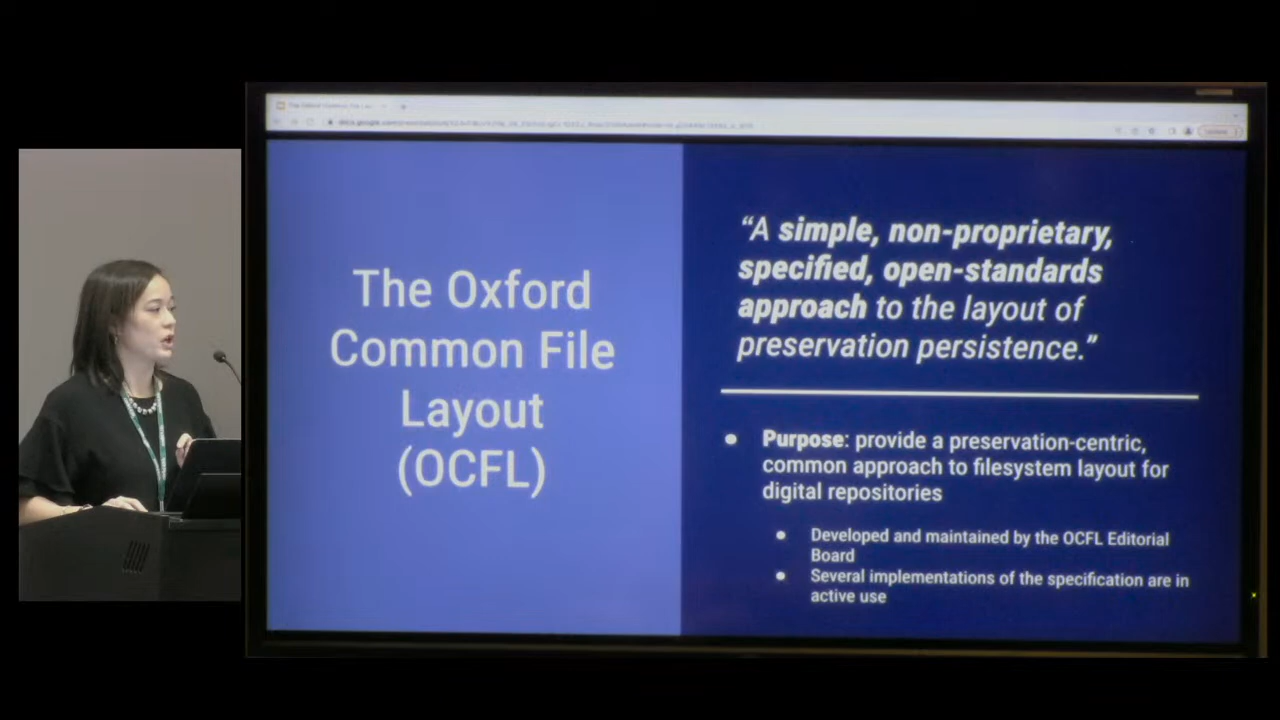 The Oxford
Common File
Layout
(OCFL)
“A simple, non-proprietary,
specified, open-standards
approach to the layout of
preservation persistence.”
Purpose: provide a preservation-centric,
common approach to filesystem layout for
digital repositories
Developed and maintained by the OCFL Editorial
Board
Several implementations of the specification are in
active use